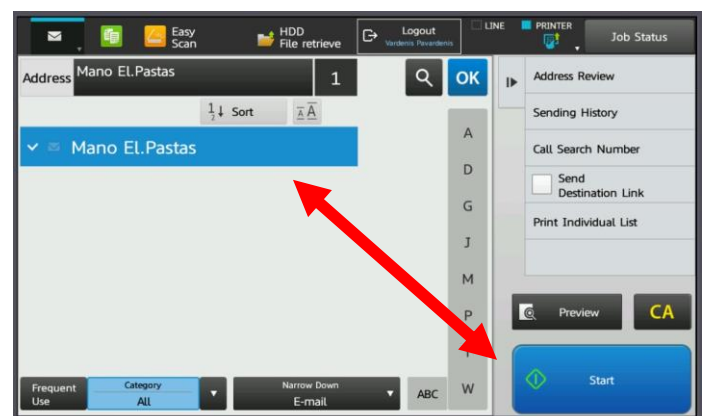 Easy
Scan
HDD
File retrieve
Logout
Vardenis Pavardenis
LINE
PRINTER
Job Status
Address
Mano El.Pastas
1
OK
Address Review
1 2 Sort
A A
Sending History
Mano El.Pastas
A
Call Search Number
D
Send
Destination Link
G
Print Individual List
J
M
P
Preview
CA
T
Start
Frequent
Use
Category
All
Narrow Down
E-mail
ABC
W